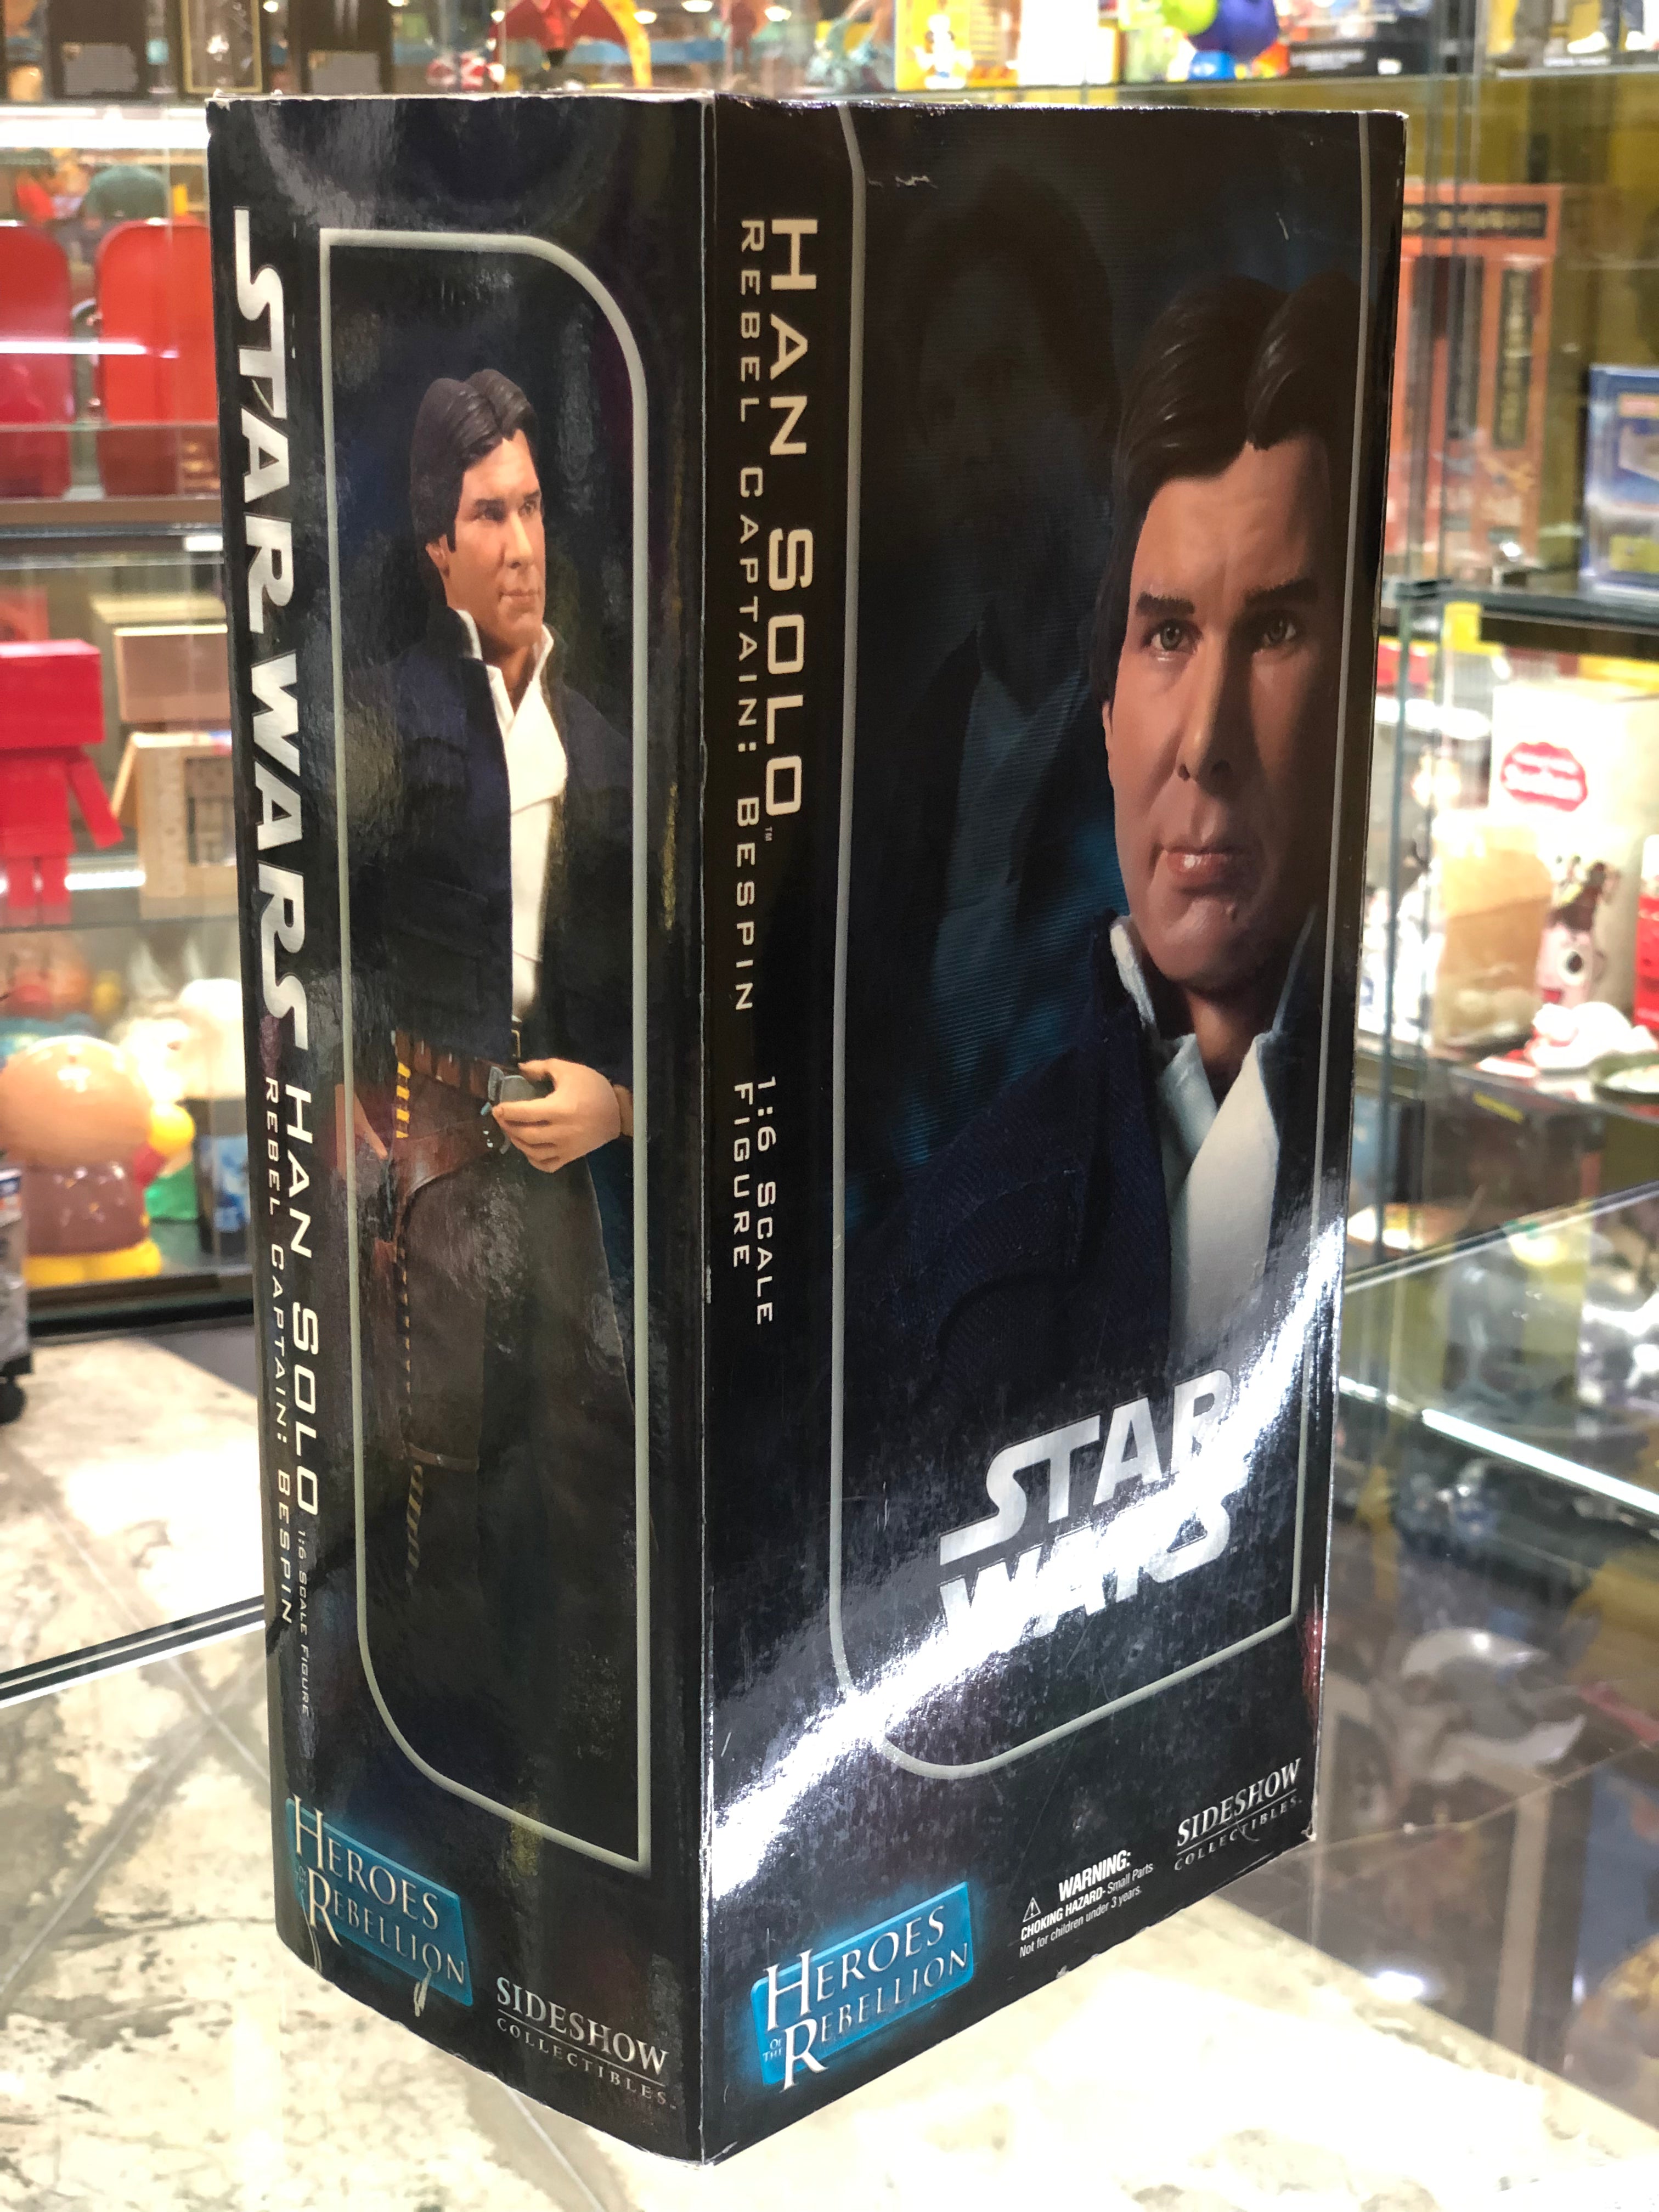 STAR WARS
HAN SOLO
1:6 SCALE FIGURE
REBEL CAPTAIN: BESPIN
HEROES
OF THE
REBELLION
SIDESHOW
COLLECTIBLES
HAN SOLO™
REBEL CAPTAIN: BESPIN
1:6 SCALE
FIGURE
STAR
WARS
HEROES
OF THE
REBELLION
WARNING:
CHOKING HAZARD- Small Parts
Not for children under 3 years.
SIDESHOW
COLLECTIBLES